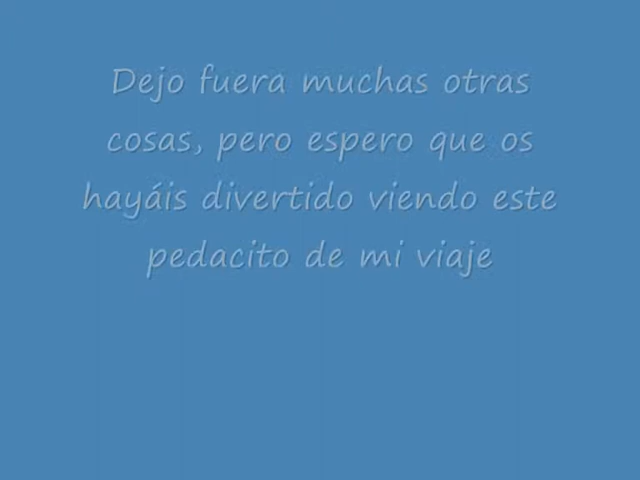 Dejo fuera muchas otras
cosas, pero espero que os
hayáis divertido viendo este
pedacito de mi viaje